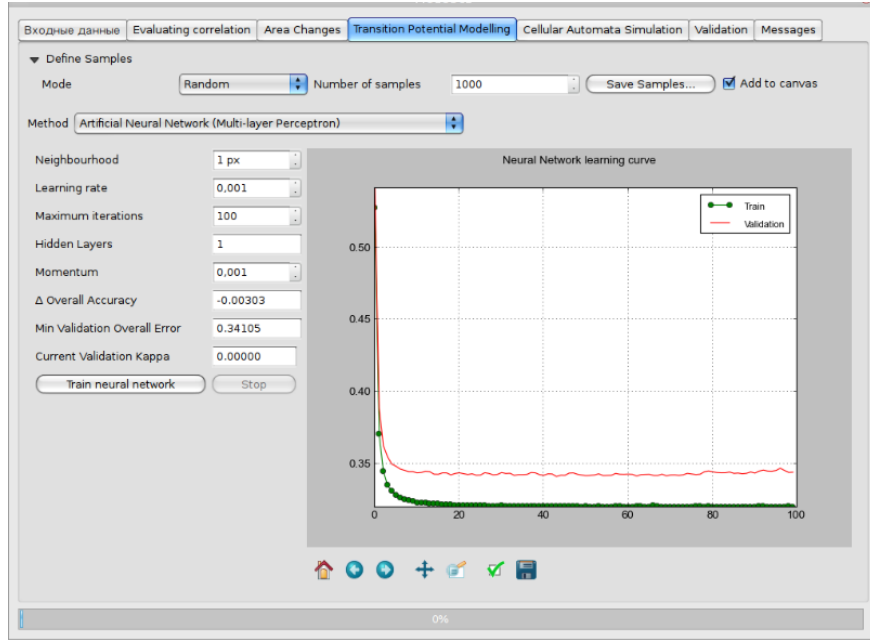 Входные данные Evaluating correlation Area Changes Transition Potential Modelling Cellular Automata Simulation Validation Messages
Define Samples
Mode Random Number of samples 1000 Save Samples... Add to canvas
Method Artificial Neural Network (Multi-layer Perceptron)
Neighbourhood 1 px
Learning rate 0,001
Maximum iterations 100
Hidden Layers 1
Momentum 0,001
Δ Overall Accuracy -0.00303
Min Validation Overall Error 0.34105
Current Validation Kappa 0.00000
Train neural network Stop
Neural Network learning curve
Train
Validation
0.50
0.45
0.40
0.35
0 20 40 60 80 100
0%